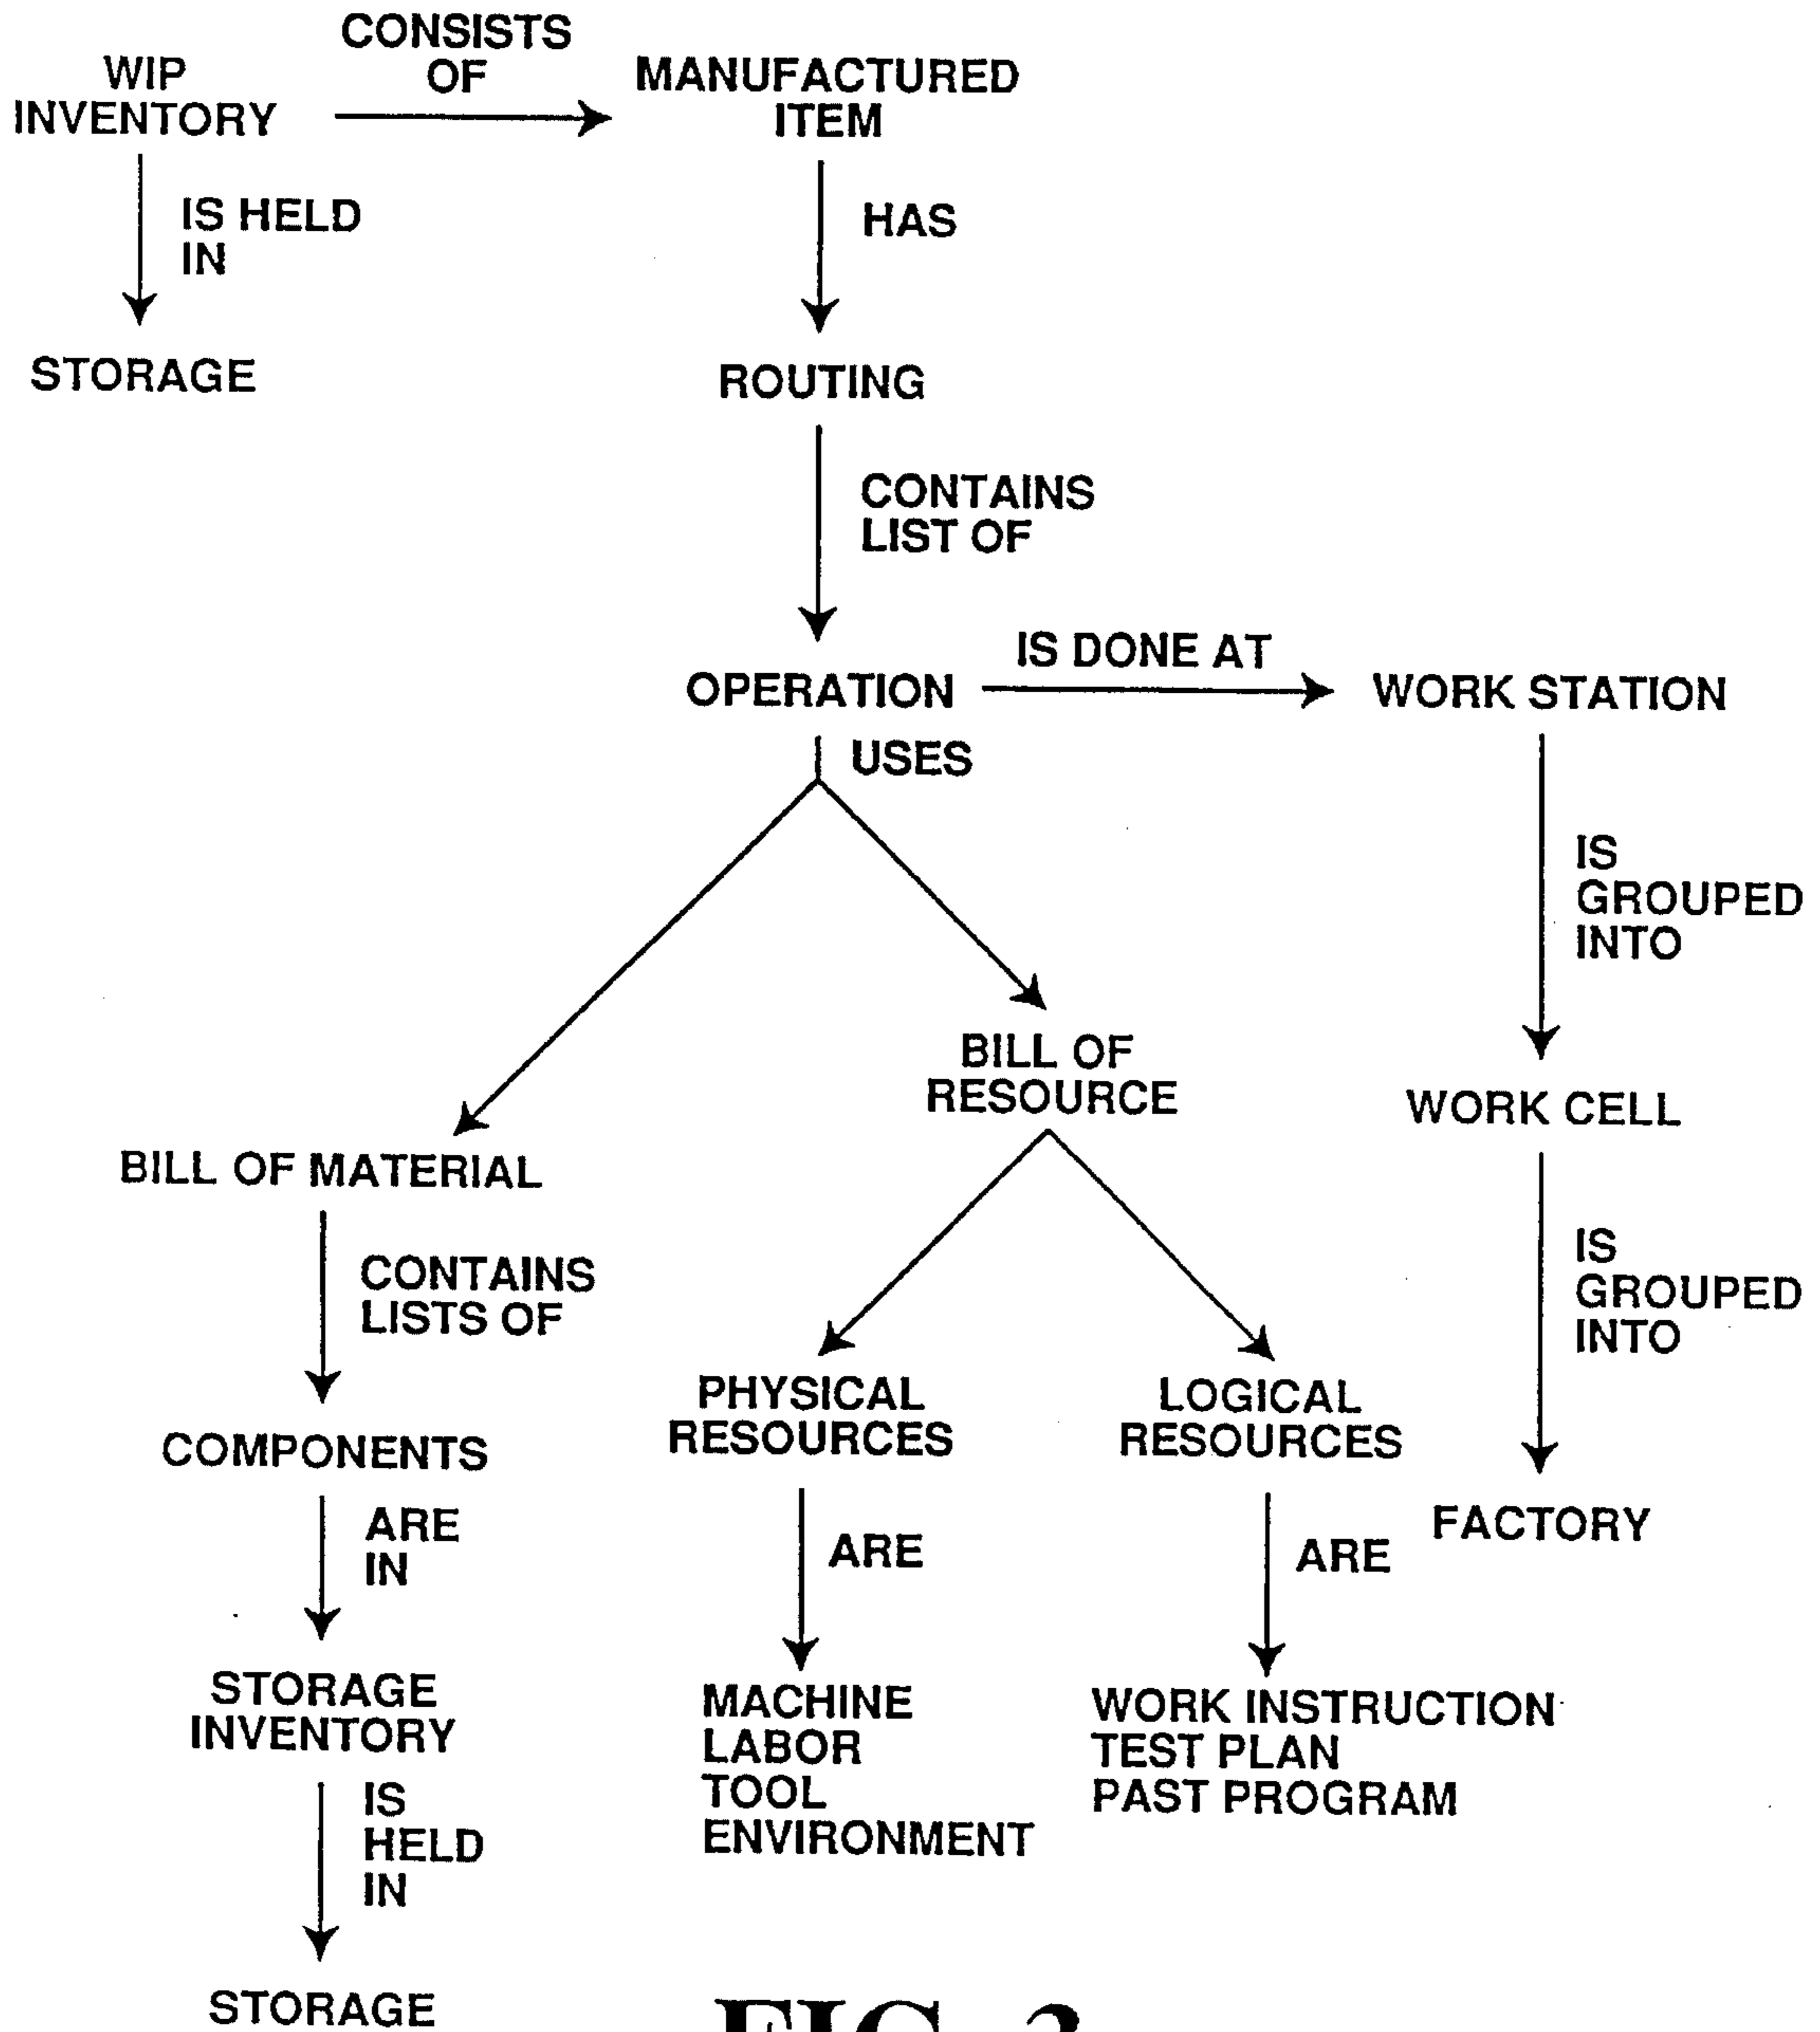 CONSISTS
OF
WIP
INVENTORY
MANUFACTURED
ITEM
IS HELD
IN
HAS
STORAGE
ROUTING
CONTAINS
LIST OF
OPERATION
IS DONE AT
WORK STATION
USES
IS
GROUPED
INTO
BILL OF
RESOURCE
WORK CELL
BILL OF MATERIAL
CONTAINS
LISTS OF
IS
GROUPED
INTO
PHYSICAL
RESOURCES
LOGICAL
RESOURCES
COMPONENTS
FACTORY
ARE
IN
ARE
ARE
STORAGE
INVENTORY
MACHINE
LABOR
TOOL
ENVIRONMENT
WORK INSTRUCTION
TEST PLAN
PAST PROGRAM
IS
HELD
IN
STORAGE
FIG. 3